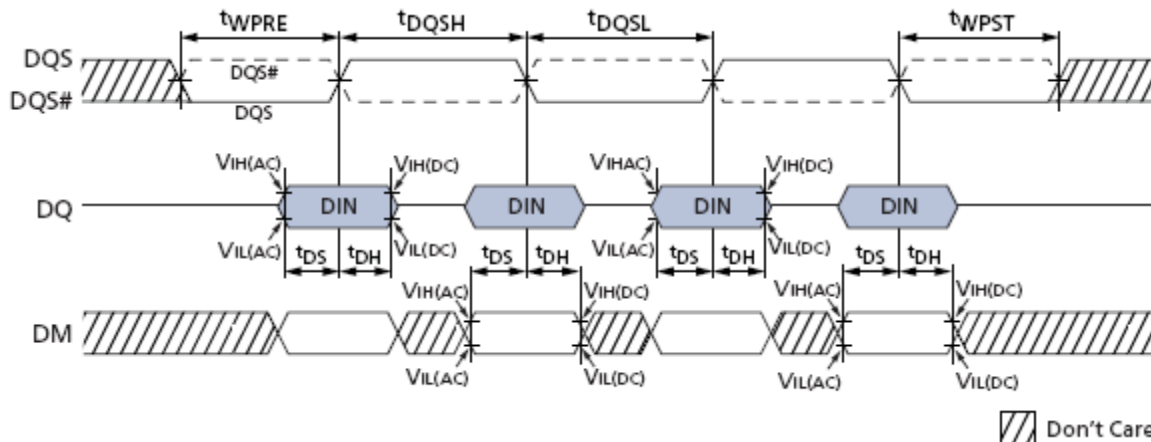 tWPRE tDQSH tDQSL tWPST
DQS
DQS#
DQS#
DQS
VIH(AC) VIH(DC) VIHAC) VIH(DC)
DQ DIN DIN DIN DIN
VIL(AC) VIL(DC) VIL(AC) VIL(DC)
tDS tDH tDS tDH tDS tDH tDS tDH
VIH(AC) VIH(DC) VIH(AC) VIH(DC)
DM
VIL(AC) VIL(DC) VIL(AC) VIL(DC)
Don't Care